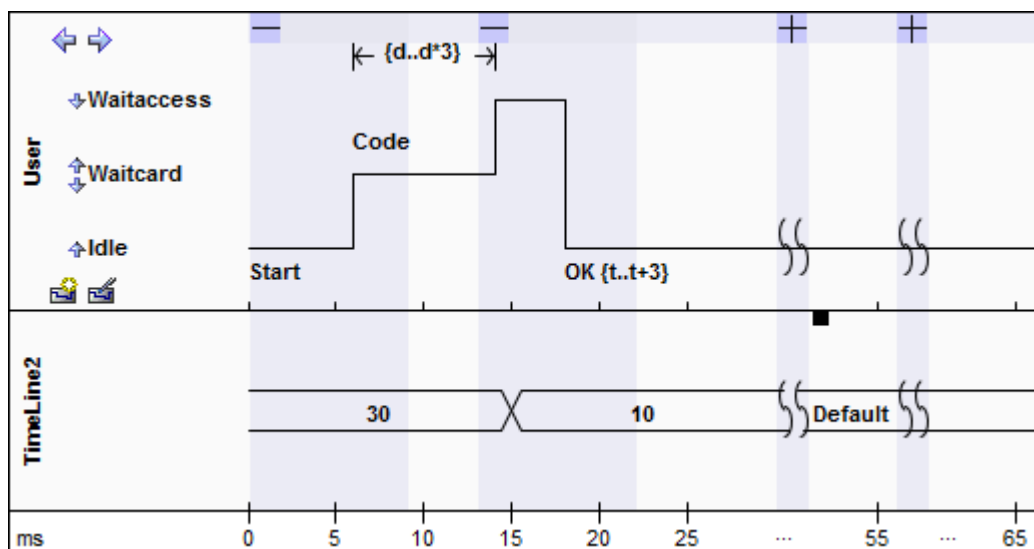 {d..d*3}
Waitaccess
Code
User
Waitcard
Idle
Start
OK {t..t+3}
TimeLine2
30
10
Default
ms
0
5
10
15
20
25
...
55
...
65